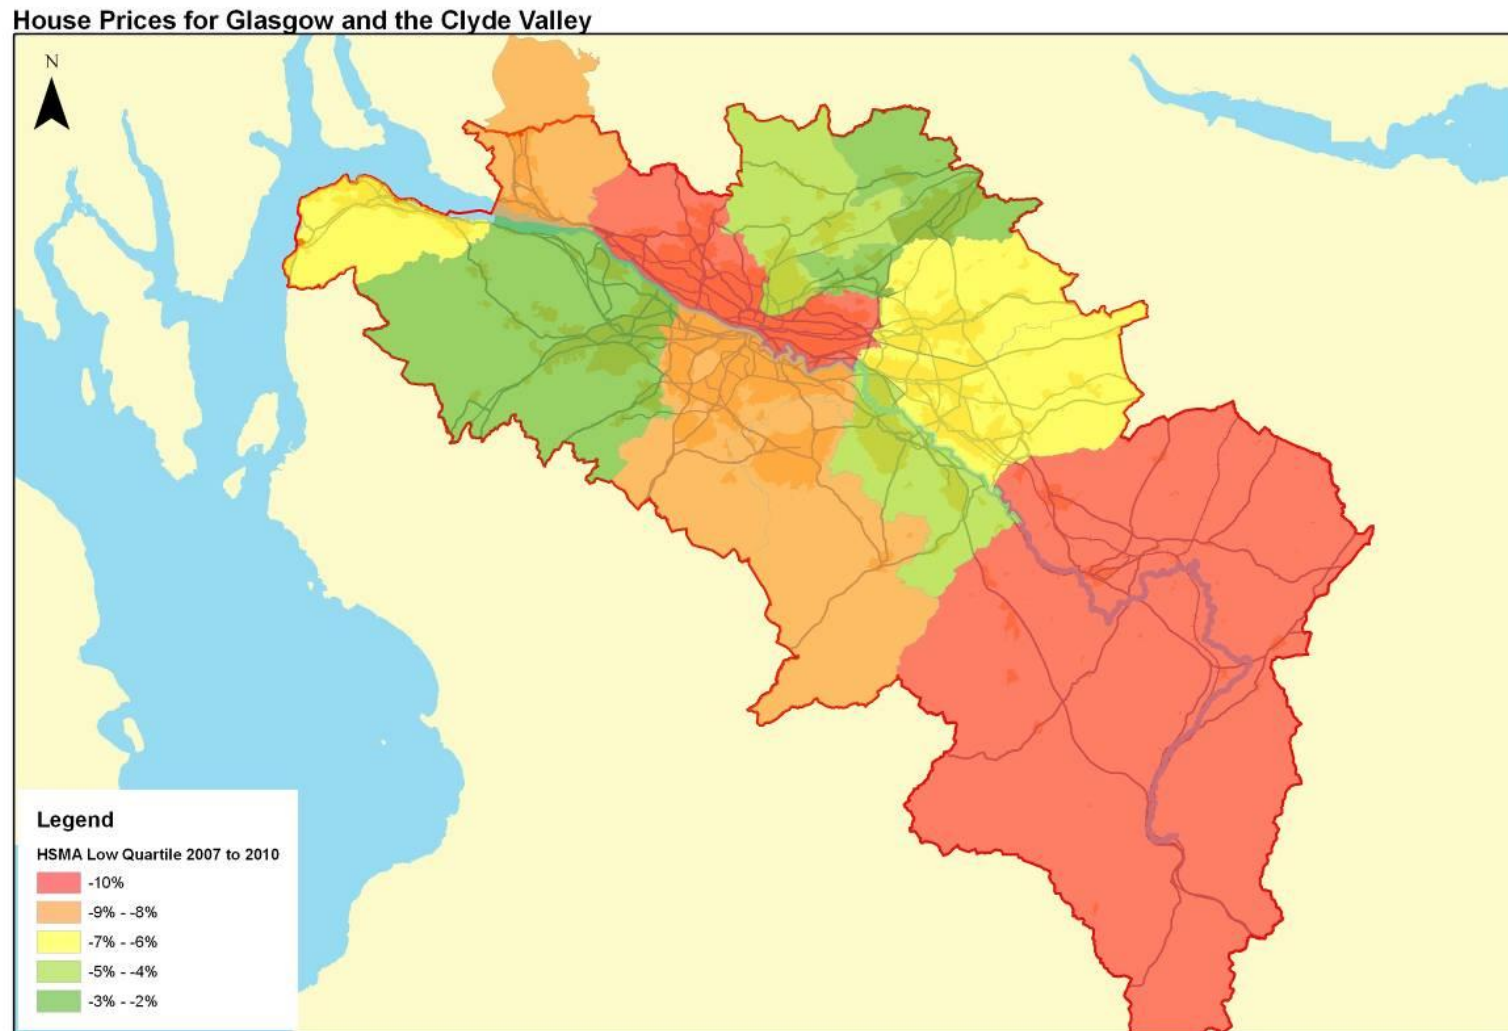 House Prices for Glasgow and the Clyde Valley
N
Legend
HSMA Low Quartile 2007 to 2010
-10%
-9% - -8%
-7% - -6%
-5% - -4%
-3% - -2%